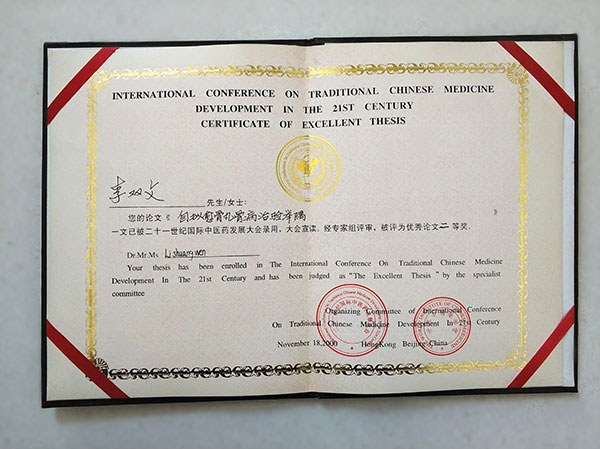 INTERNATIONAL CONFERENCE ON TRADITIONAL CHINESE MEDICINE
DEVELOPMENT IN THE 21ST CENTURY
CERTIFICATE OF EXCELLENT THESIS
李双文 先生/女士:
您的论文《 治验举隅
一文已被二十一世纪国际中医药发展大会录用、大会宣读. 经专家组评审、被评为优秀论文二等奖。
Dr.Mr.Ms. Lishuangwen
Your thesis has been enrolled in The International Conference On Traditional Chinese Medicine
Development In The 21st Century and has been judged as "The Excellent Thesis" by the specialist
committee
Organizing Committee of International Conference
On Traditional Chinese Medicine Development In 21st Century
November 18,2000 HongKong Beijing China